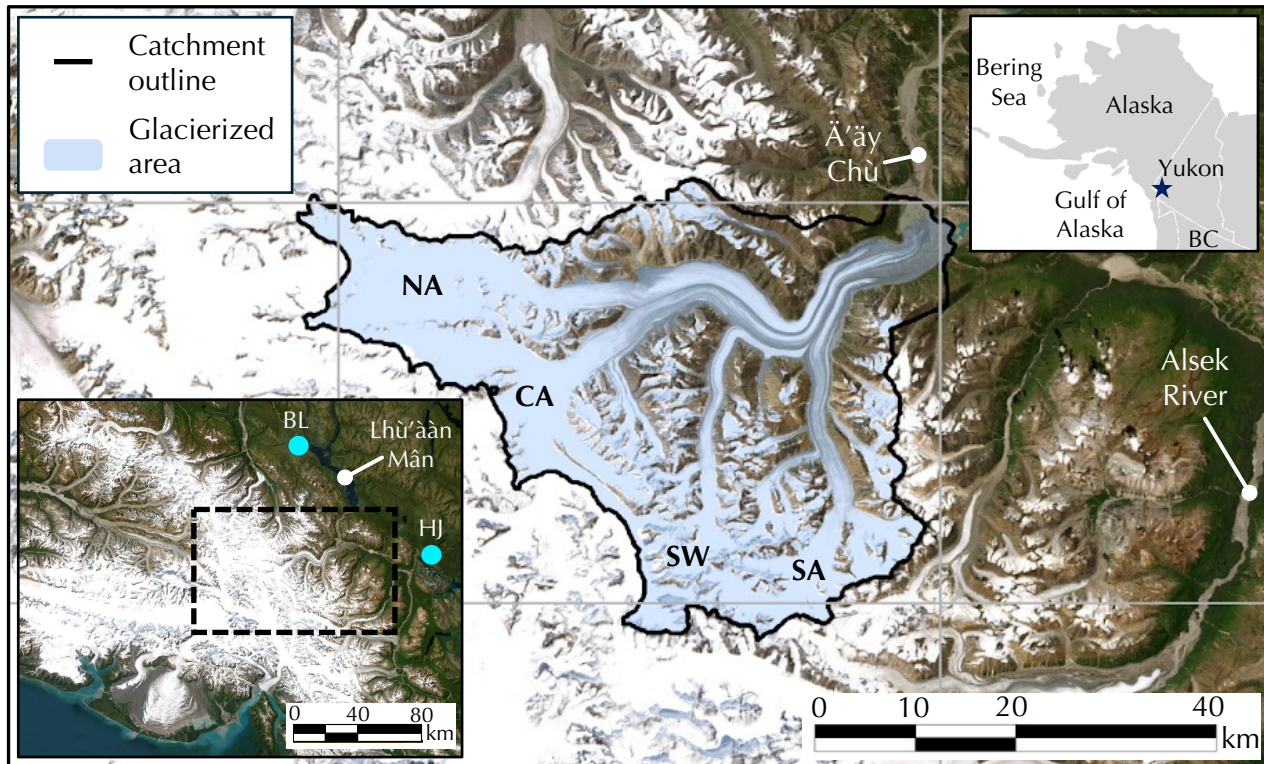 Catchment
outline
Glacierized
area
Ä'äy
Chù
Bering
Sea
Alaska
Yukon
Gulf of
Alaska
BC
NA
CA
SW
SA
Alsek
River
BL
Lhù'ààn
Mân
HJ
0 40 80
km
0 10 20 40
km